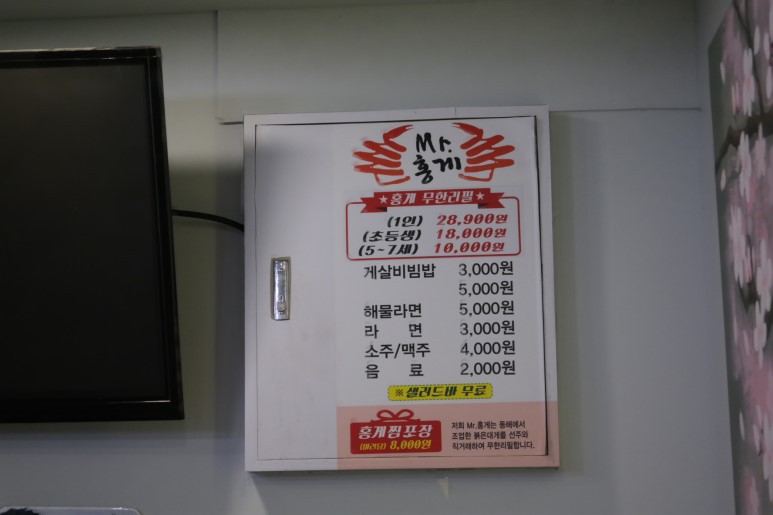 Mr.
홍게
★홍게 무한리필★
(1인) 28,900원
(초등생) 18,000원
(5~7세) 10,000원
게살비빔밥 3,000원
5,000원
해물라면 5,000원
라 면 3,000원
소주/맥주 4,000원
음 료 2,000원
※샐러드바 무료
홍게찜포장
(마리당) 8,000원
저희 Mr.홍게는 동해에서
조업한 붉은대게를 선주와
직거래하여 무한리필합니다.